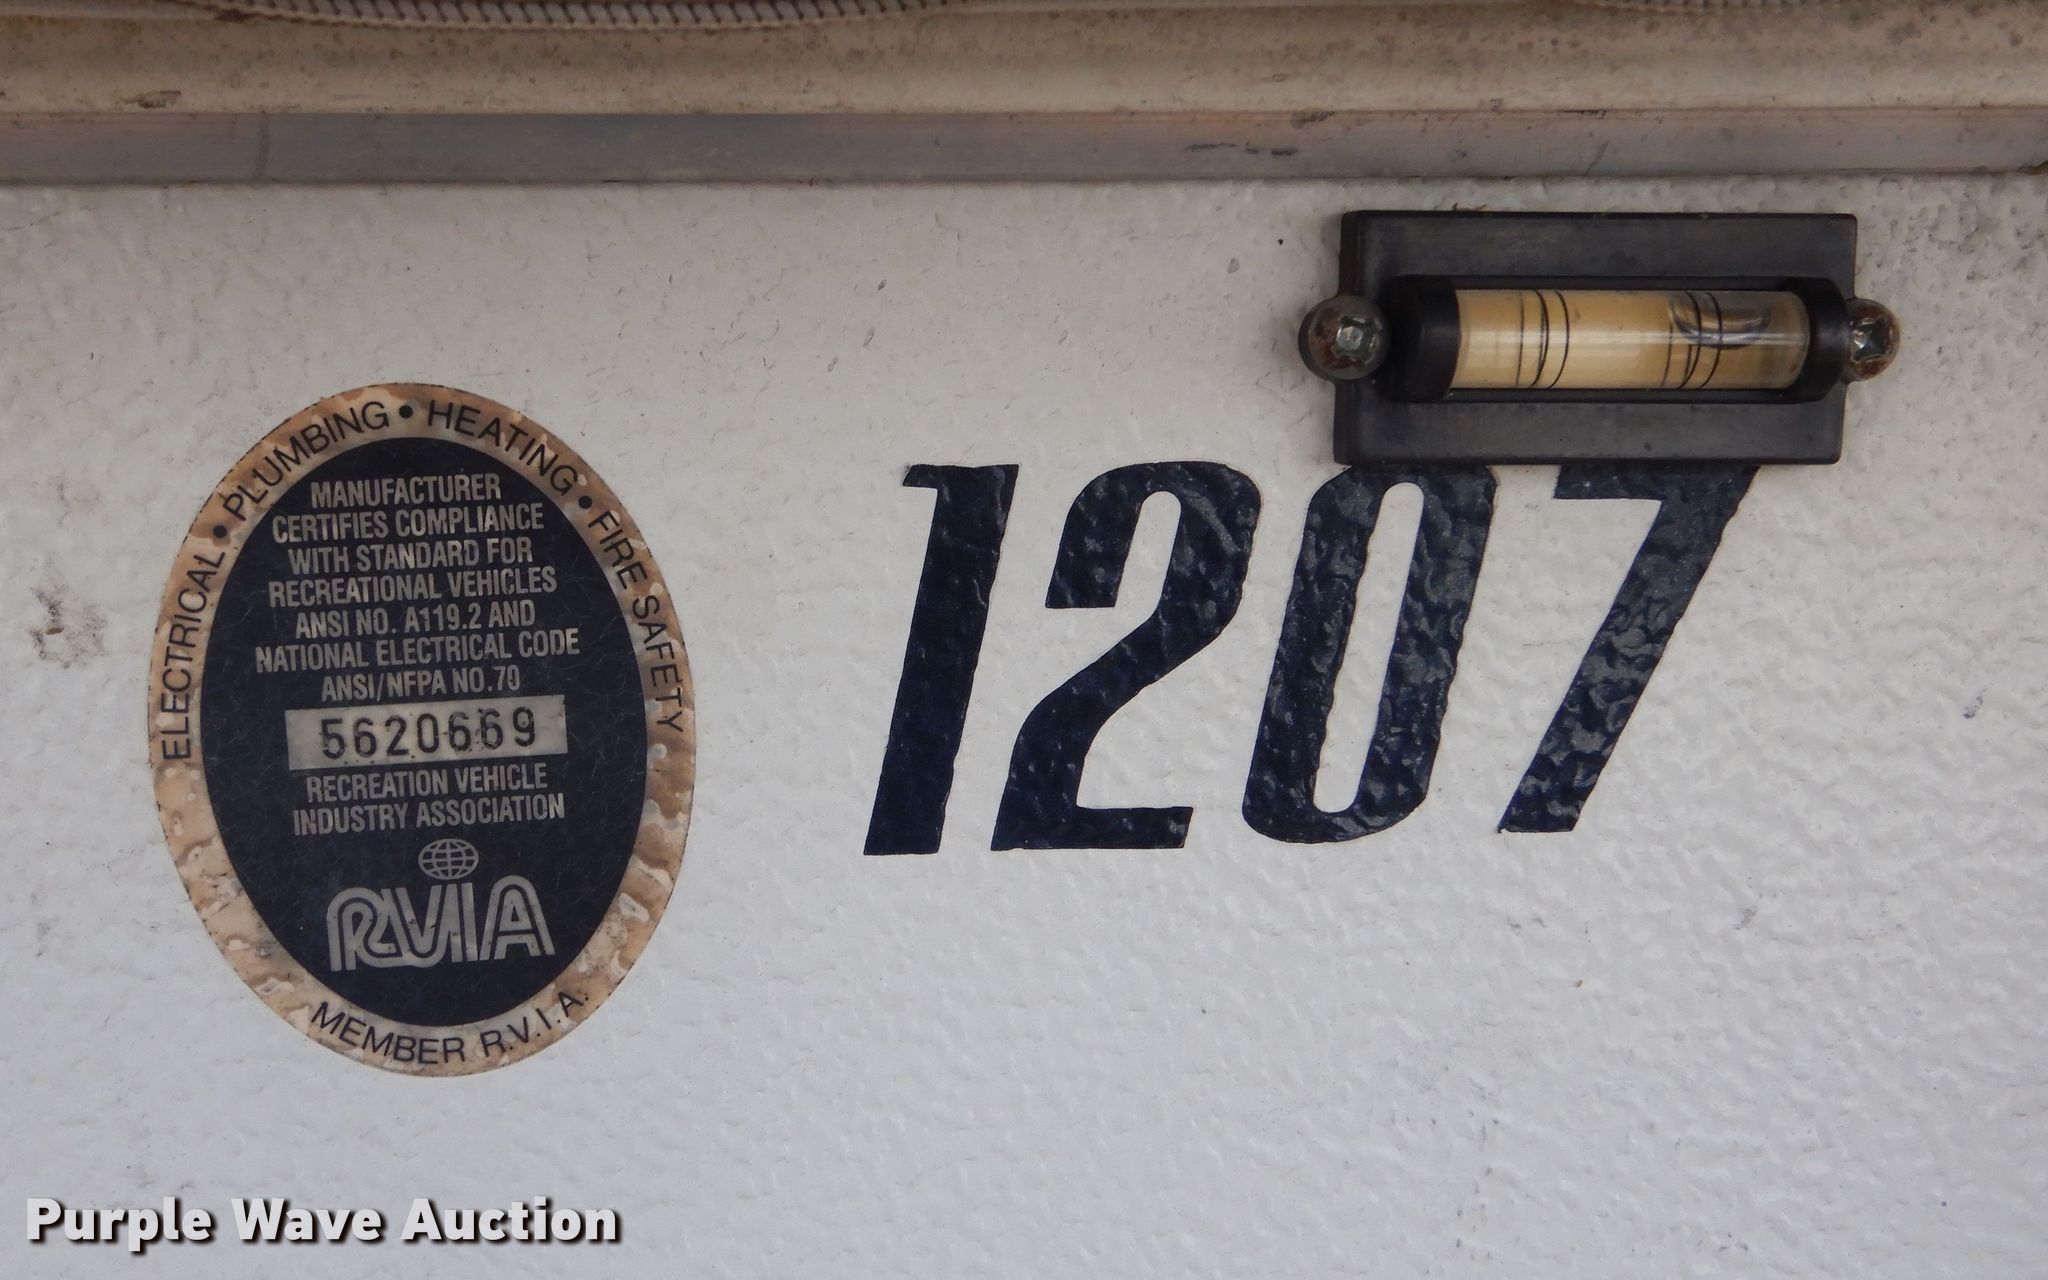 ELECTRICAL • PLUMBING • HEATING • FIRE SAFETY
MANUFACTURER
CERTIFIES COMPLIANCE
WITH STANDARD FOR
RECREATIONAL VEHICLES
ANSI NO. A119.2 AND
NATIONAL ELECTRICAL CODE
ANSI/NFPA NO.70
5620669
RECREATION VEHICLE
INDUSTRY ASSOCIATION
RVIA
MEMBER R.V.I.A.
1207
Purple Wave Auction